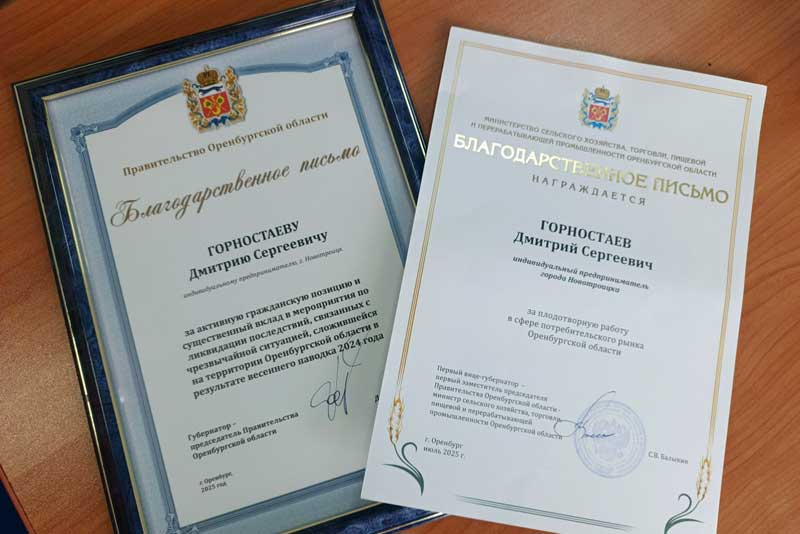 Правительство Оренбургской области
Благодарственное письмо
ГОРНОСТАЕВУ
Дмитрию Сергеевичу
индивидуальному предпринимателю, г. Новотроицк
за активную гражданскую позицию и
существенный вклад в мероприятия по
ликвидации последствий, связанных с
чрезвычайной ситуацией, сложившейся
на территории Оренбургской области в
результате весеннего паводка 2024 года
Губернатор –
председатель Правительства
Оренбургской области
г. Оренбург,
2025 год
МИНИСТЕРСТВО СЕЛЬСКОГО ХОЗЯЙСТВА, ТОРГОВЛИ, ПИЩЕВОЙ
И ПЕРЕРАБАТЫВАЮЩЕЙ ПРОМЫШЛЕННОСТИ ОРЕНБУРГСКОЙ ОБЛАСТИ
БЛАГОДАРСТВЕННОЕ ПИСЬМО
НАГРАЖДАЕТСЯ
ГОРНОСТАЕВ
Дмитрий Сергеевич
индивидуальный предприниматель
города Новотроицка
за плодотворную работу
в сфере потребительского рынка
Оренбургской области
Первый вице-губернатор –
первый заместитель председателя
Правительства Оренбургской области -
министр сельского хозяйства, торговли,
пищевой и перерабатывающей
промышленности Оренбургской области
С.В. Балыкин
г. Оренбург
июль 2025 г.